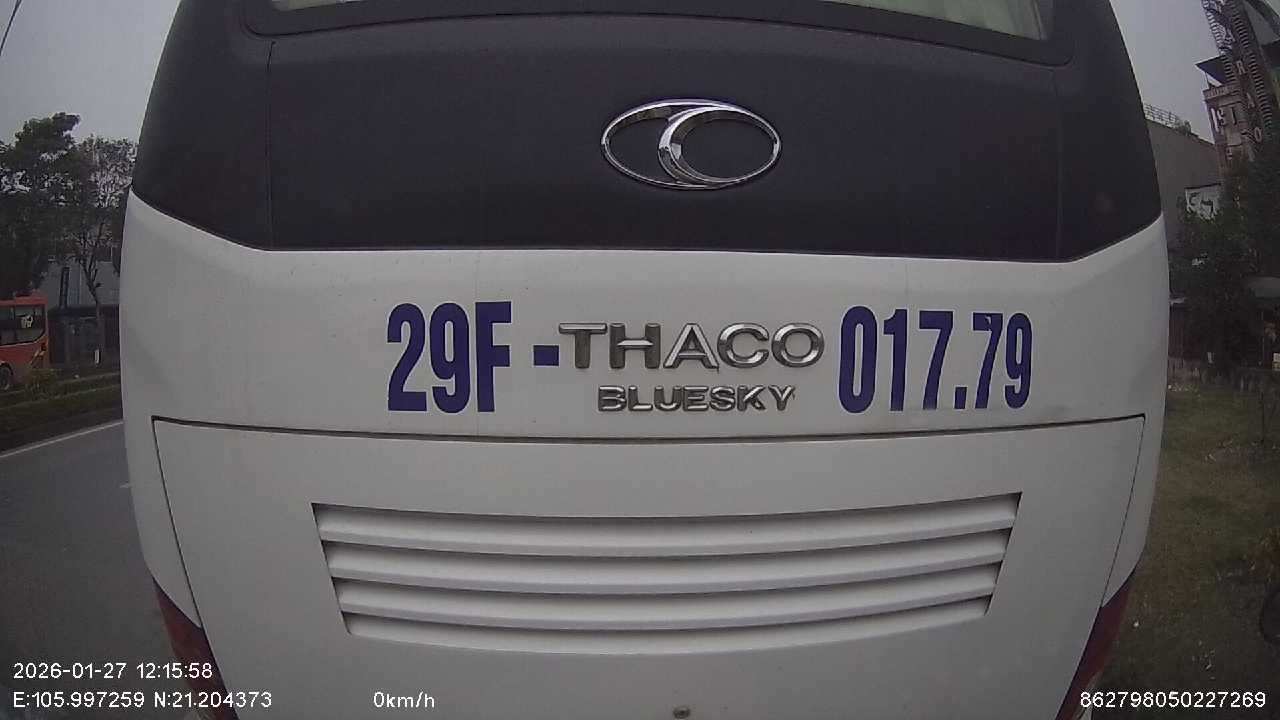 29F - THACO 017.79
BLUESKY
2026-01-27 12:15:58
E:105.997259 N:21.204373 0km/h 862798050227269